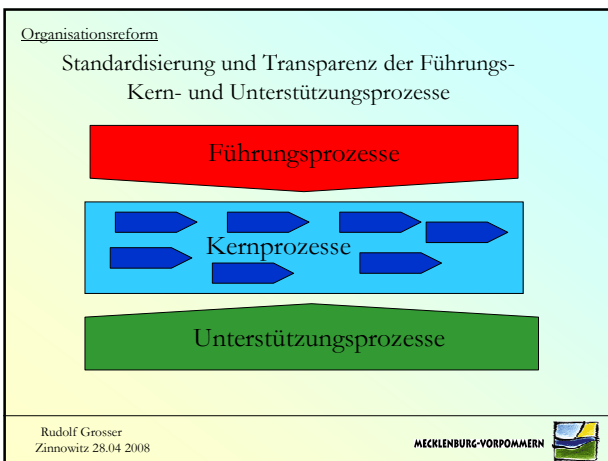 Organisationsreform
Standardisierung und Transparenz der Führungs-
Kern- und Unterstützungsprozesse
Führungsprozesse
Kernprozesse
Unterstützungsprozesse
Rudolf Grosser
Zinnowitz 28.04 2008
MECKLENBURG-VORPOMMERN